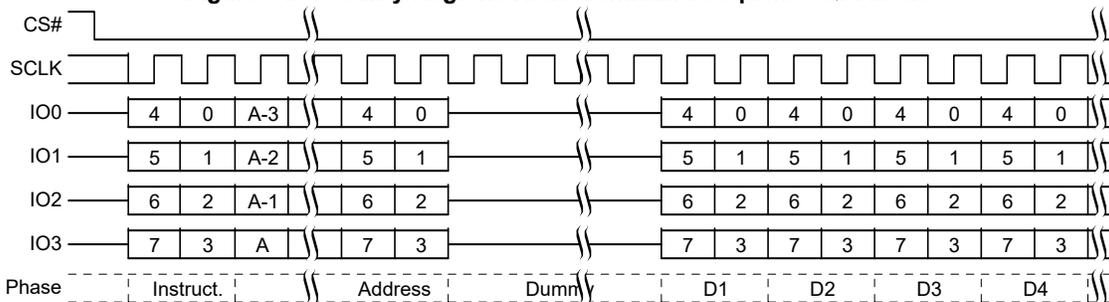 CS#
SCLK
IO0 4 0 A-3 4 0 4 0 4 0 4 0 4 0
IO1 5 1 A-2 5 1 5 1 5 1 5 1 5 1
IO2 6 2 A-1 6 2 6 2 6 2 6 2 6 2
IO3 7 3 A 7 3 7 3 7 3 7 3 7 3
Phase Instruct. Address Dummy D1 D2 D3 D4